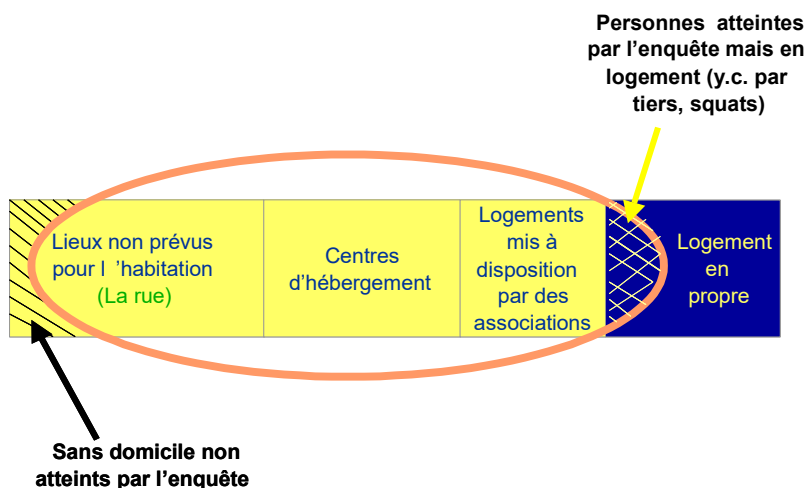 Personnes atteintes
par l’enquête mais en
logement (y.c. par
tiers, squats)
Lieux non prévus
pour l ’habitation
(La rue)
Centres
d’hébergement
Logements
mis à
disposition
par des
associations
Logement
en
propre
Sans domicile non
atteints par l’enquête